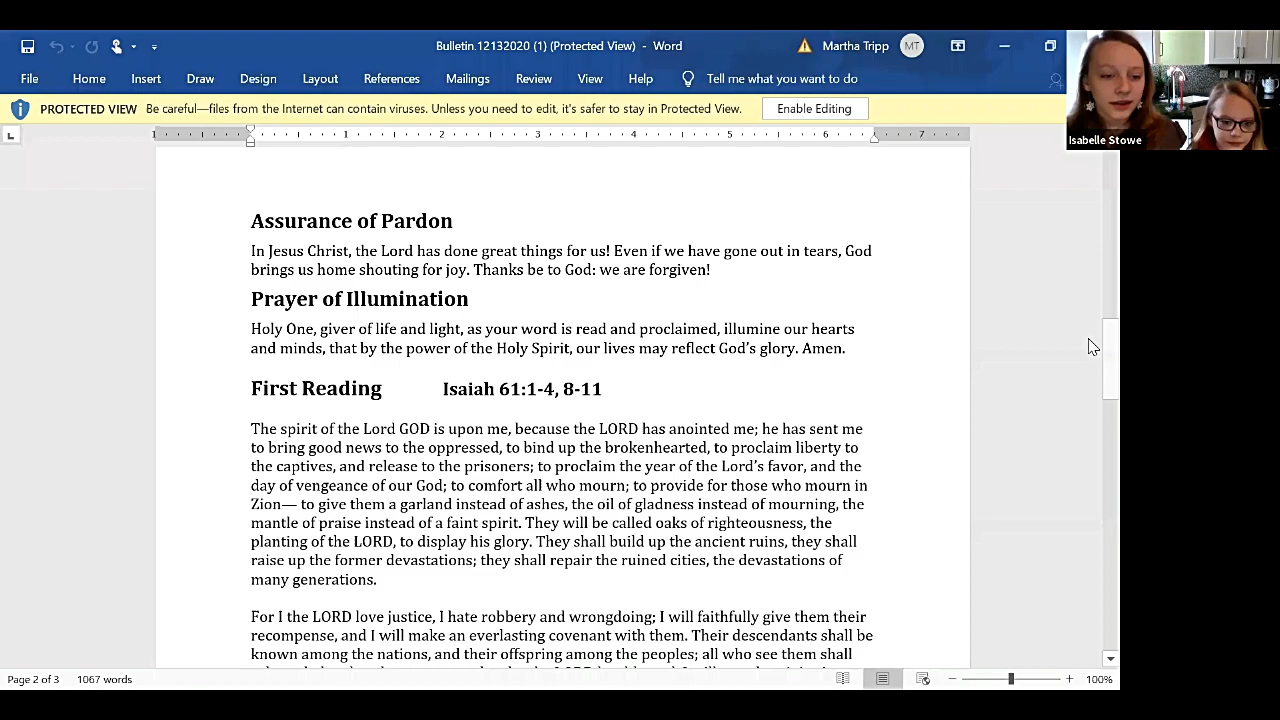 Bulletin.12132020 (1) (Protected View) - Word
Martha Tripp MT
File Home Insert Draw Design Layout References Mailings Review View Help Tell me what you want to do
PROTECTED VIEW Be careful—files from the Internet can contain viruses. Unless you need to edit, it's safer to stay in Protected View. Enable Editing
Isabelle Stowe
1 1 2 3 4 5 6 7
Assurance of Pardon
In Jesus Christ, the Lord has done great things for us! Even if we have gone out in tears, God
brings us home shouting for joy. Thanks be to God: we are forgiven!
Prayer of Illumination
Holy One, giver of life and light, as your word is read and proclaimed, illumine our hearts
and minds, that by the power of the Holy Spirit, our lives may reflect God's glory. Amen.
First Reading Isaiah 61:1-4, 8-11
The spirit of the Lord GOD is upon me, because the LORD has anointed me; he has sent me
to bring good news to the oppressed, to bind up the brokenhearted, to proclaim liberty to
the captives, and release to the prisoners; to proclaim the year of the Lord's favor, and the
day of vengeance of our God; to comfort all who mourn; to provide for those who mourn in
Zion— to give them a garland instead of ashes, the oil of gladness instead of mourning, the
mantle of praise instead of a faint spirit. They will be called oaks of righteousness, the
planting of the LORD, to display his glory. They shall build up the ancient ruins, they shall
raise up the former devastations; they shall repair the ruined cities, the devastations of
many generations.
For I the LORD love justice, I hate robbery and wrongdoing; I will faithfully give them their
recompense, and I will make an everlasting covenant with them. Their descendants shall be
known among the nations, and their offspring among the peoples; all who see them shall
Page 2 of 3 1067 words 100%